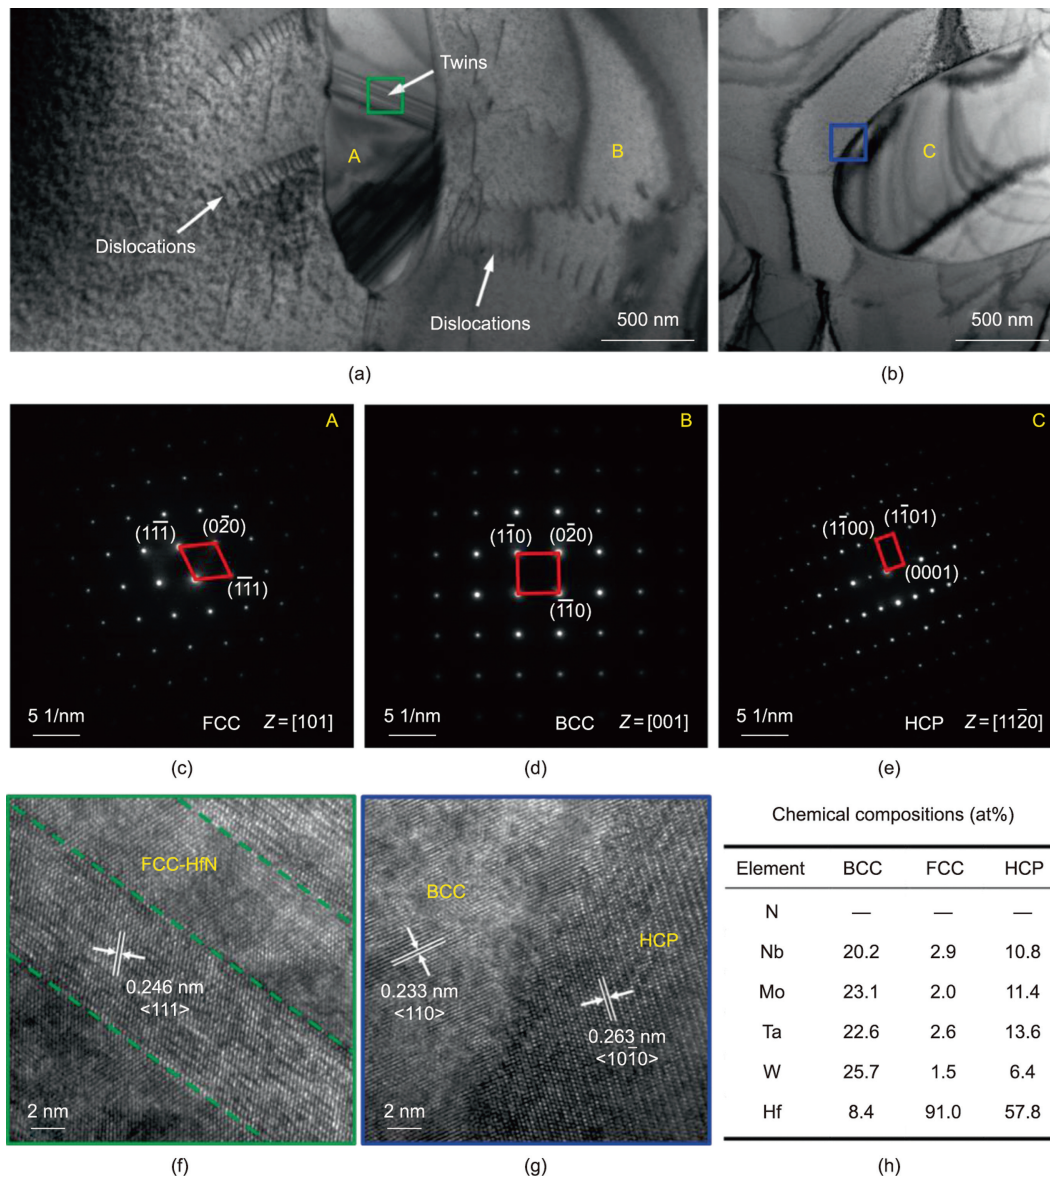 Twins
A
B
C
Dislocations
Dislocations
500 nm
500 nm
(a)
(b)
A
(11̄1̄)
(02̄0)
(1̄1̄1)
5 1/nm
FCC
Z=[101]
B
(11̄0)
(02̄0)
(1̄1̄0)
5 1/nm
BCC
Z=[001]
C
(11̄00)
(11̄01)
(0001)
5 1/nm
HCP
Z=[112̄0]
(c)
(d)
(e)
FCC-HfN
0.246 nm
<111>
2 nm
BCC
HCP
0.233 nm
<110>
0.263 nm
<101̄0>
2 nm
Chemical compositions (at%)
Element BCC FCC HCP
N — — —
Nb 20.2 2.9 10.8
Mo 23.1 2.0 11.4
Ta 22.6 2.6 13.6
W 25.7 1.5 6.4
Hf 8.4 91.0 57.8
(f)
(g)
(h)